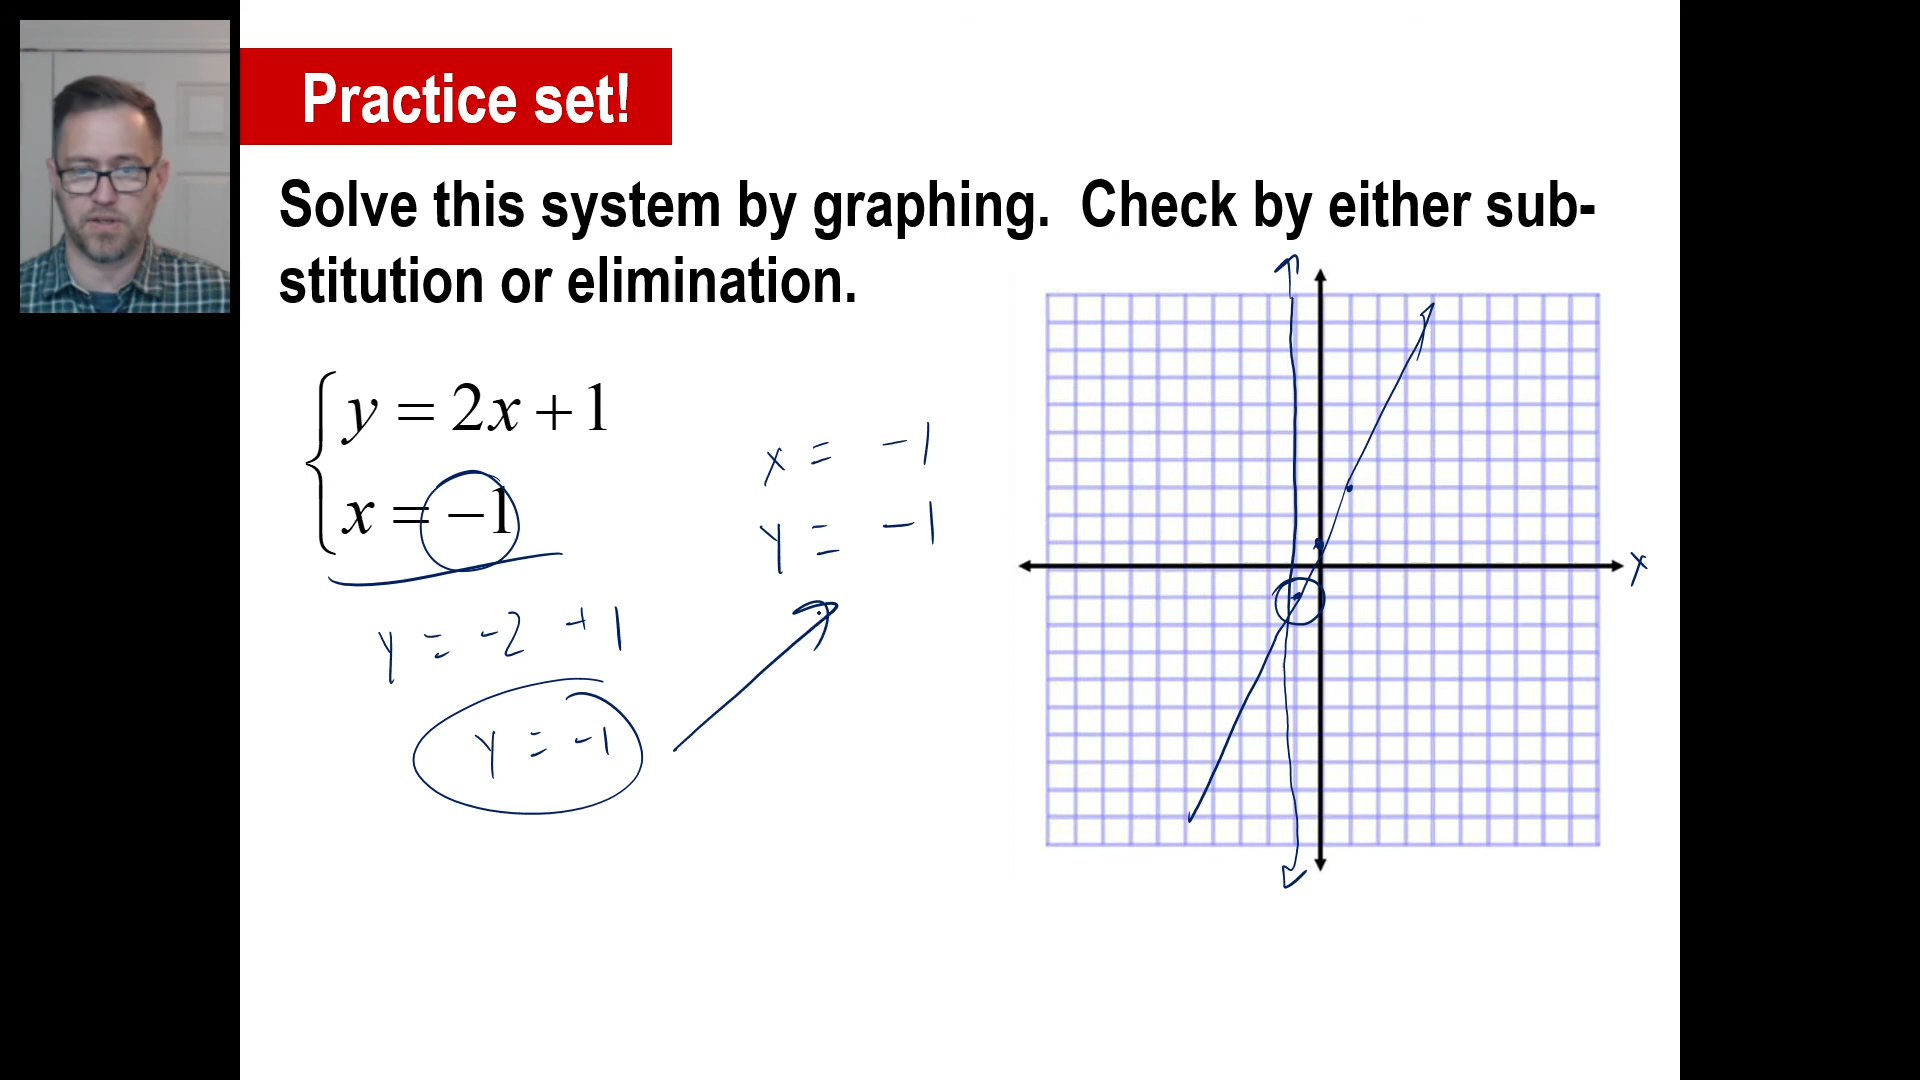 Practice set!
Solve this system by graphing. Check by either sub-
stitution or elimination.
y = 2x + 1
x = −1
x = -1
y = -1
y = -2 + 1
y = -1
x